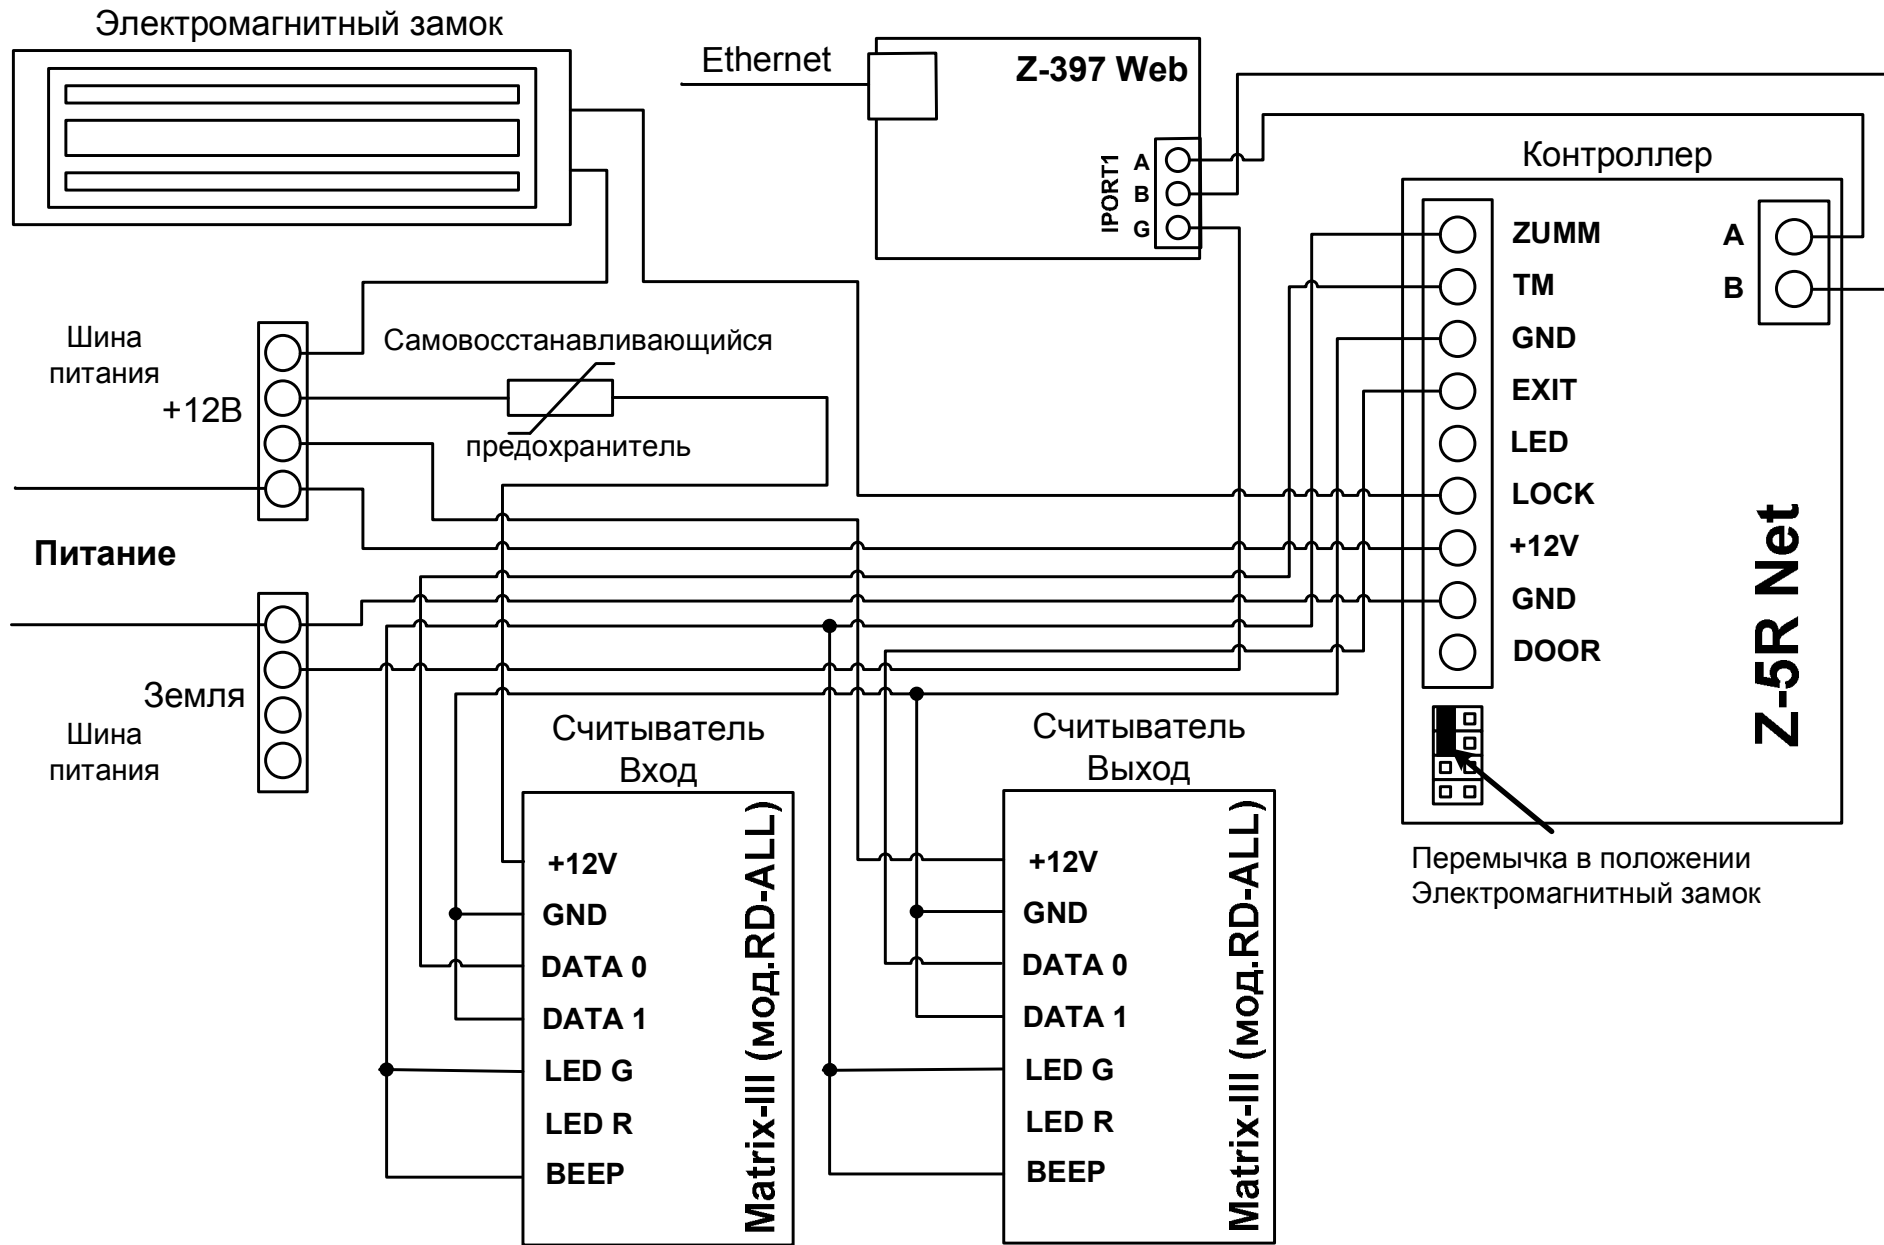 Электромагнитный замок
Ethernet
Z-397 Web
IPORT1
A
B
G
Контроллер
ZUMM
TM
GND
EXIT
LED
LOCK
+12V
GND
DOOR
A
B
Z-5R Net
Шина
питания
+12В
Самовосстанавливающийся
предохранитель
Питание
Земля
Шина
питания
Считыватель
Вход
+12V
GND
DATA 0
DATA 1
LED G
LED R
BEEP
Matrix-III (мод.RD-ALL)
Считыватель
Выход
+12V
GND
DATA 0
DATA 1
LED G
LED R
BEEP
Matrix-III (мод.RD-ALL)
Перемычка в положении
Электромагнитный замок